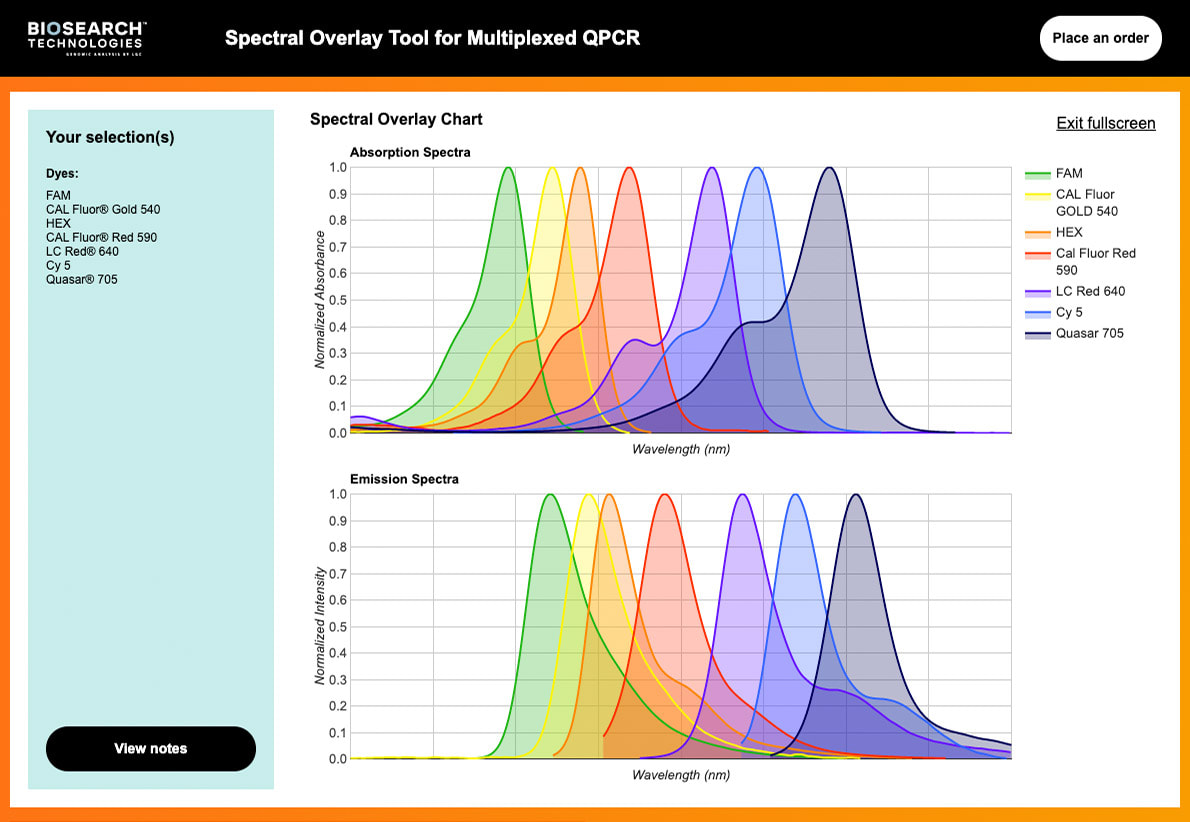 BIOSEARCH™
TECHNOLOGIES
GENOMIC ANALYSIS BY LGC
Spectral Overlay Tool for Multiplexed QPCR
Place an order
Your selection(s)
Dyes:
FAM
CAL Fluor® Gold 540
HEX
CAL Fluor® Red 590
LC Red® 640
Cy 5
Quasar® 705
View notes
Spectral Overlay Chart
Exit fullscreen
Absorption Spectra
1.0
0.9
0.8
0.7
0.6
0.5
0.4
0.3
0.2
0.1
0.0
Normalized Absorbance
Wavelength (nm)
FAM
CAL Fluor
GOLD 540
HEX
Cal Fluor Red
590
LC Red 640
Cy 5
Quasar 705
Emission Spectra
1.0
0.9
0.8
0.7
0.6
0.5
0.4
0.3
0.2
0.1
0.0
Normalized Intensity
Wavelength (nm)